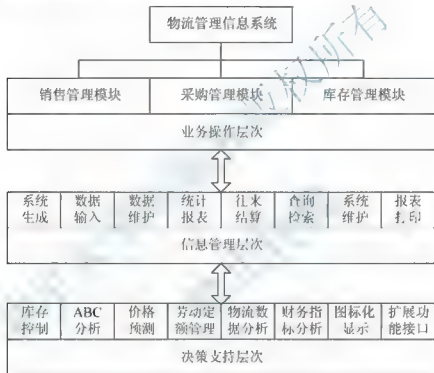 物流管理信息系统
销售管理模块 采购管理模块 库存管理模块
业务操作层次
系统 数据 数据 统计 往来 查询 系统 报表
生成 输入 维护 报表 结算 检索 维护 打印
信息管理层次
库存 ABC 价格 劳动定 物流数 财务指 图标化 扩展功
控制 分析 预测 额管理 据分析 标分析 显示 能接口
决策支持层次
权所有